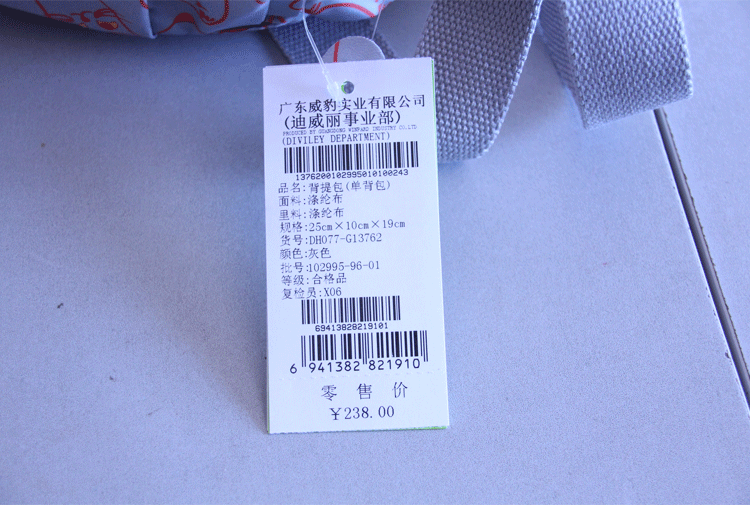 广东威豹实业有限公司
(迪威丽事业部)
PRODUCED BY GUANGDONG WINPARD INDUSTRY CO.LTD
(DIVILEY DEPARTMENT)
1376200102995010100243
品名:背提包(单背包)
面料:涤纶布
里料:涤纶布
规格:25cm×10cm×19cm
货号:DH077-G13762
颜色:灰色
批号:102995-96-01
等级:合格品
复检员:X06
69413828219101
6 941382 821910
零 售 价
¥238.00